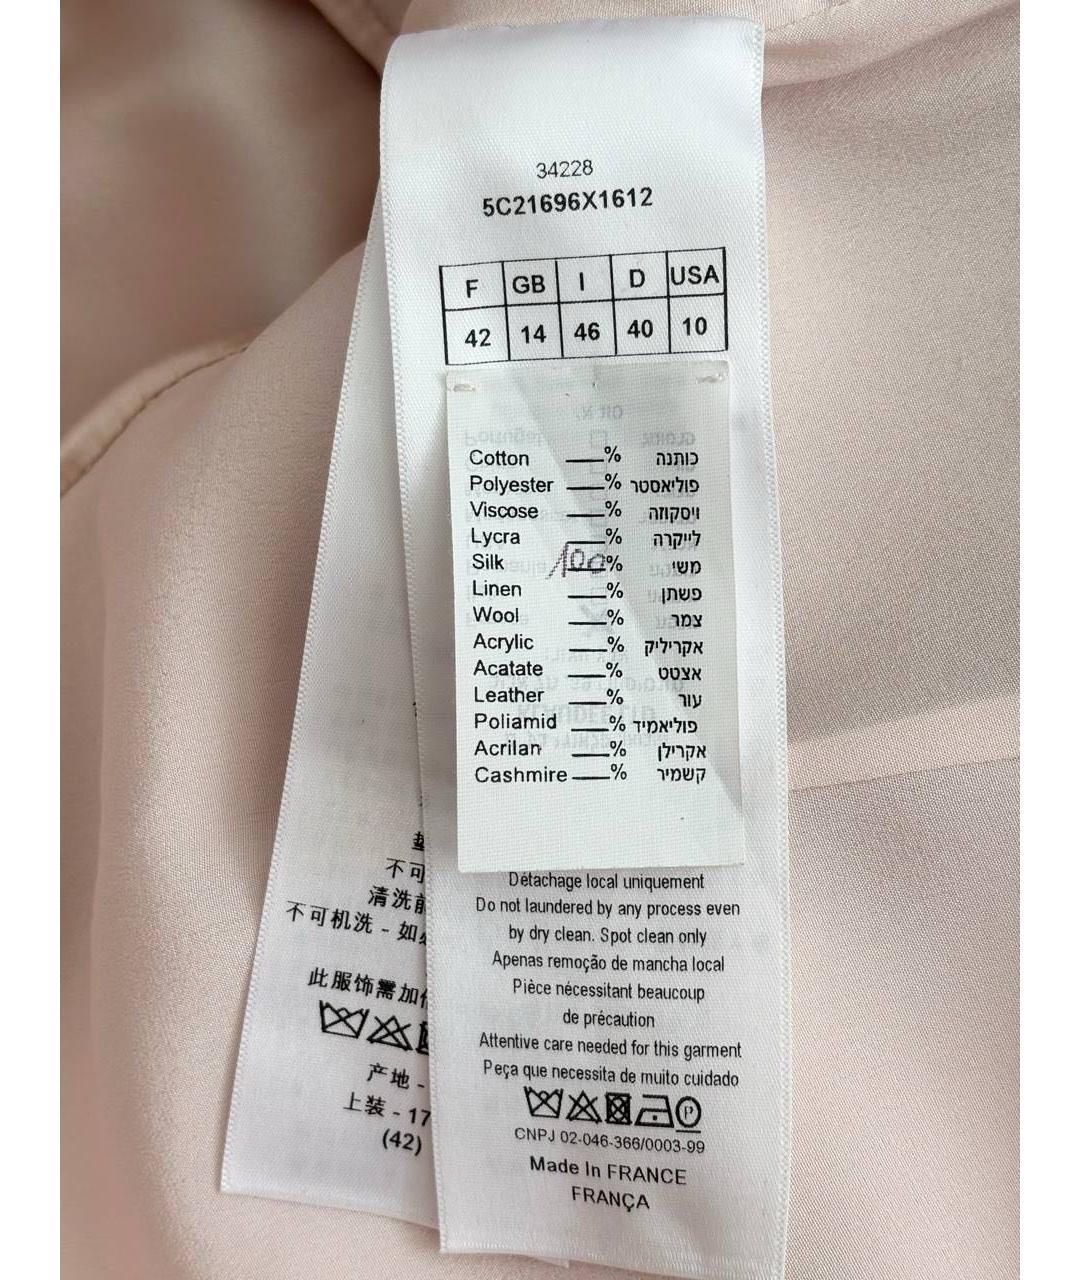 34228
5C21696X1612
F GB I D USA
42 14 46 40 10
Cotton ___% כותנה
Polyester ___% פוליאסטר
Viscose ___% ויסקוזה
Lycra ___% לייקרה
Silk 100% משי
Linen ___% פשתן
Wool ___% צמר
Acrylic ___% אקריליק
Acatate ___% אצטט
Leather ___% עור
Poliamid ___% פוליאמיד
Acrilan ___% אקרילן
Cashmire ___% קשמיר
Détachage local uniquement
Do not laundered by any process even
by dry clean. Spot clean only
Apenas remoção de mancha local
Pièce nécessitant beaucoup
de précaution
Attentive care needed for this garment
Peça que necessita de muito cuidado
P
CNPJ 02-046-366/0003-99
Made In FRANCE
FRANÇA
不可
清洗前
不可机洗 - 如
此服饰需加
产地 -
上装 - 17
(42)